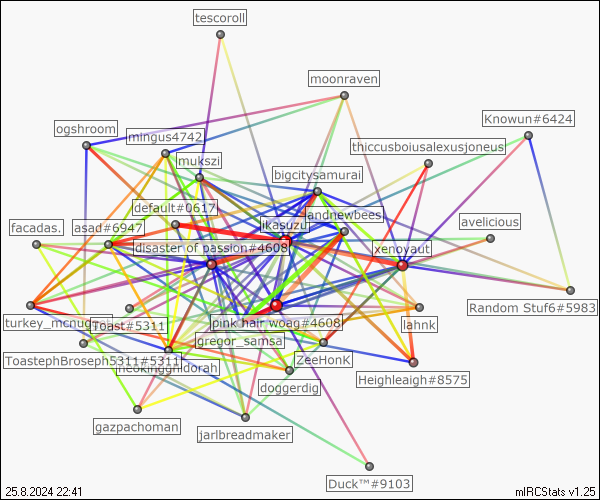 tescoroll
moonraven
Knowun#6424
ogshroom
mingus4742
thiccusboiusalexusjoneus
mukszi
bigcitysamurai
default#0617
andnewbees
facadas.
asad#6947
ikasuzu
avelicious
disaster of passion#4608
xenoyaut
Random Stuf6#5983
turkey_mcnug
Toast#5311
pink hair woag#4608
lahnk
gregor_samsa
ToastephBroseph5311#5311
ZeeHonK
neokingghidorah
Heighleigh#8575
doggerdig
gazpachoman
jarlbreadmaker
Duck™#9103
25.8.2024 22:41
mIRCStats v1.25